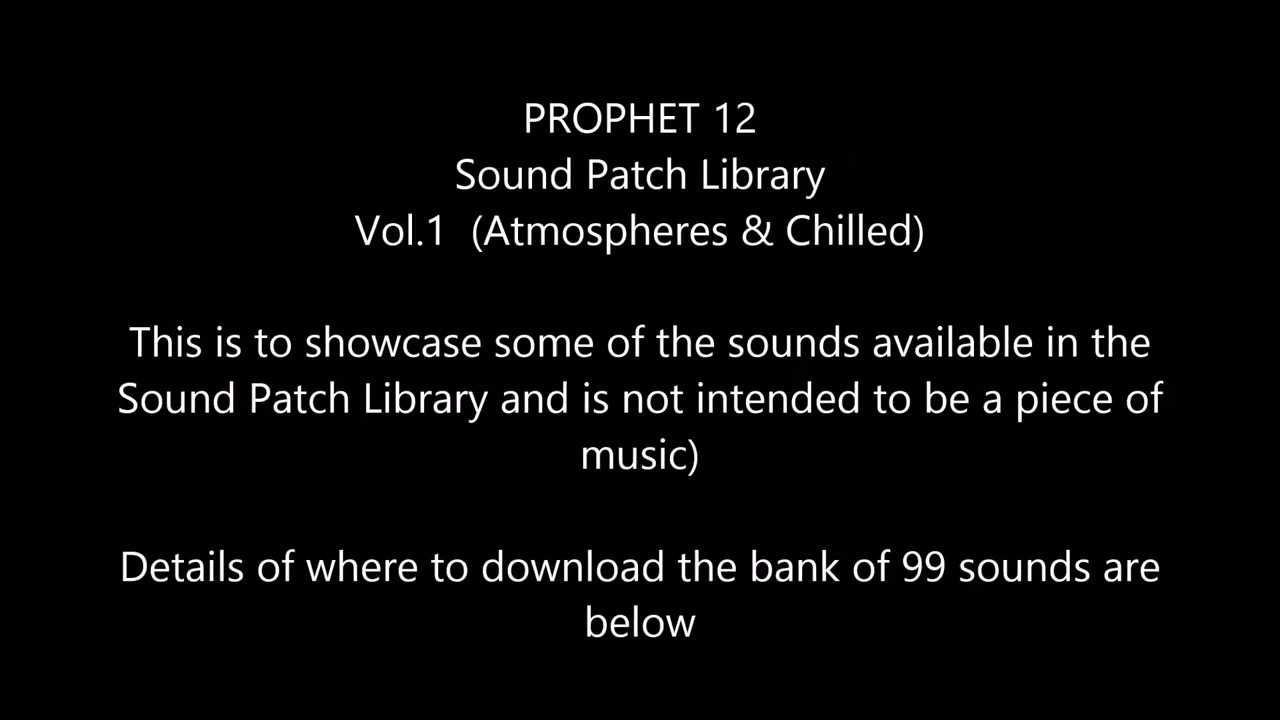 PROPHET 12
Sound Patch Library
Vol.1  (Atmospheres & Chilled)
This is to showcase some of the sounds available in the
Sound Patch Library and is not intended to be a piece of
music)
Details of where to download the bank of 99 sounds are
below